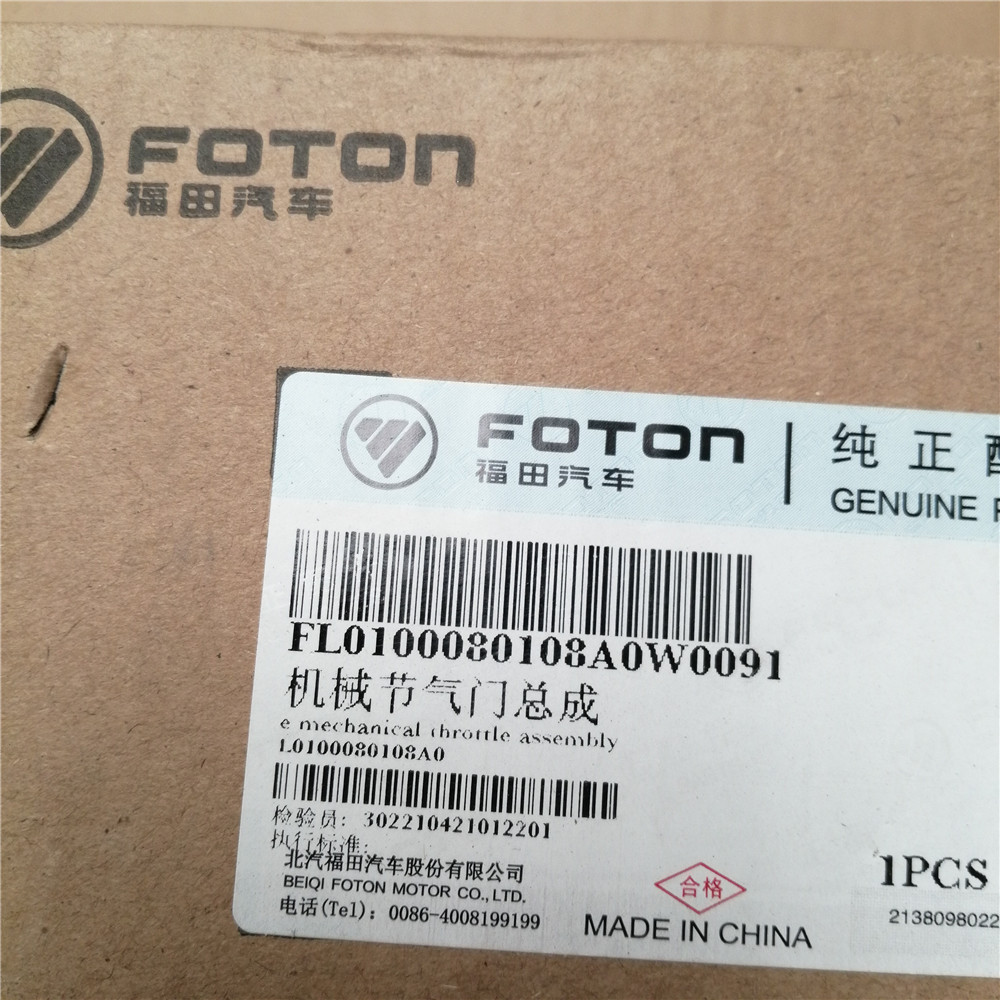 FOTON
福田汽车
FOTON
福田汽车
纯正
GENUINE
FL0100080108A0W0091
机械节气门总成
e mechanical throttle assembly
L0100080108A0
检验员: 302210421012201
执行标准:
北汽福田汽车股份有限公司
BEIQI FOTON MOTOR CO.,LTD.
电话(Tel): 0086-4008199199
合格
MADE IN CHINA
1PCS
2138098022